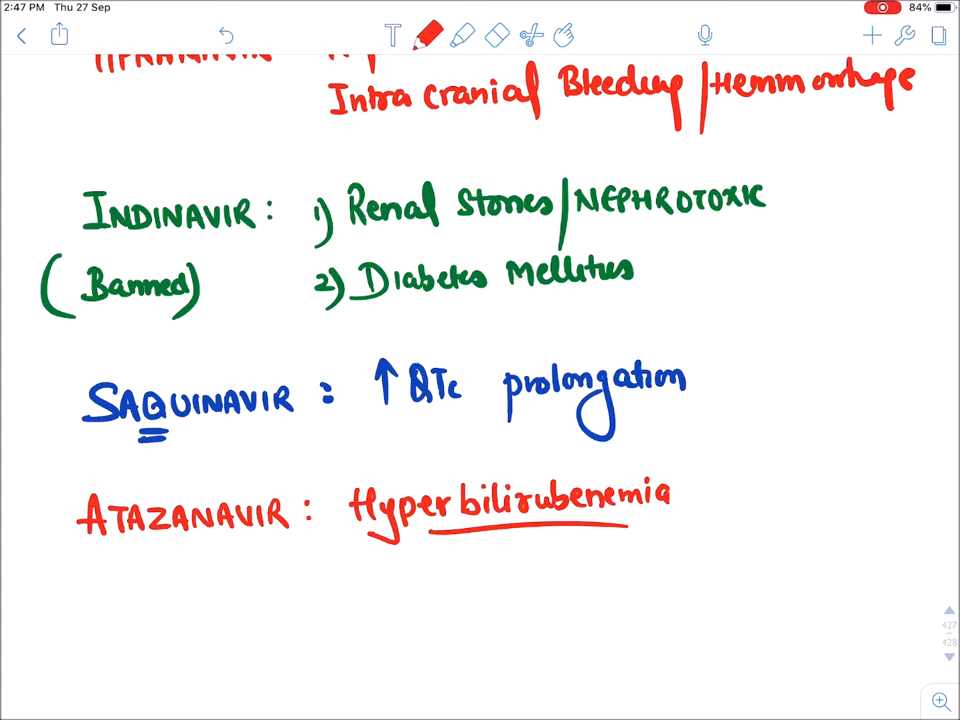 2:47 PM Thu 27 Sep 84%
T
Intra cranial Bleeding/Hemmorrhage
INDINAVIR: 1) Renal Stones/NEPHROTOXIC
(Banned) 2) Diabetes Mellitus
SAQUINAVIR: ↑ QTc prolongation
ATAZANAVIR: Hyperbilirubenemia
427
428